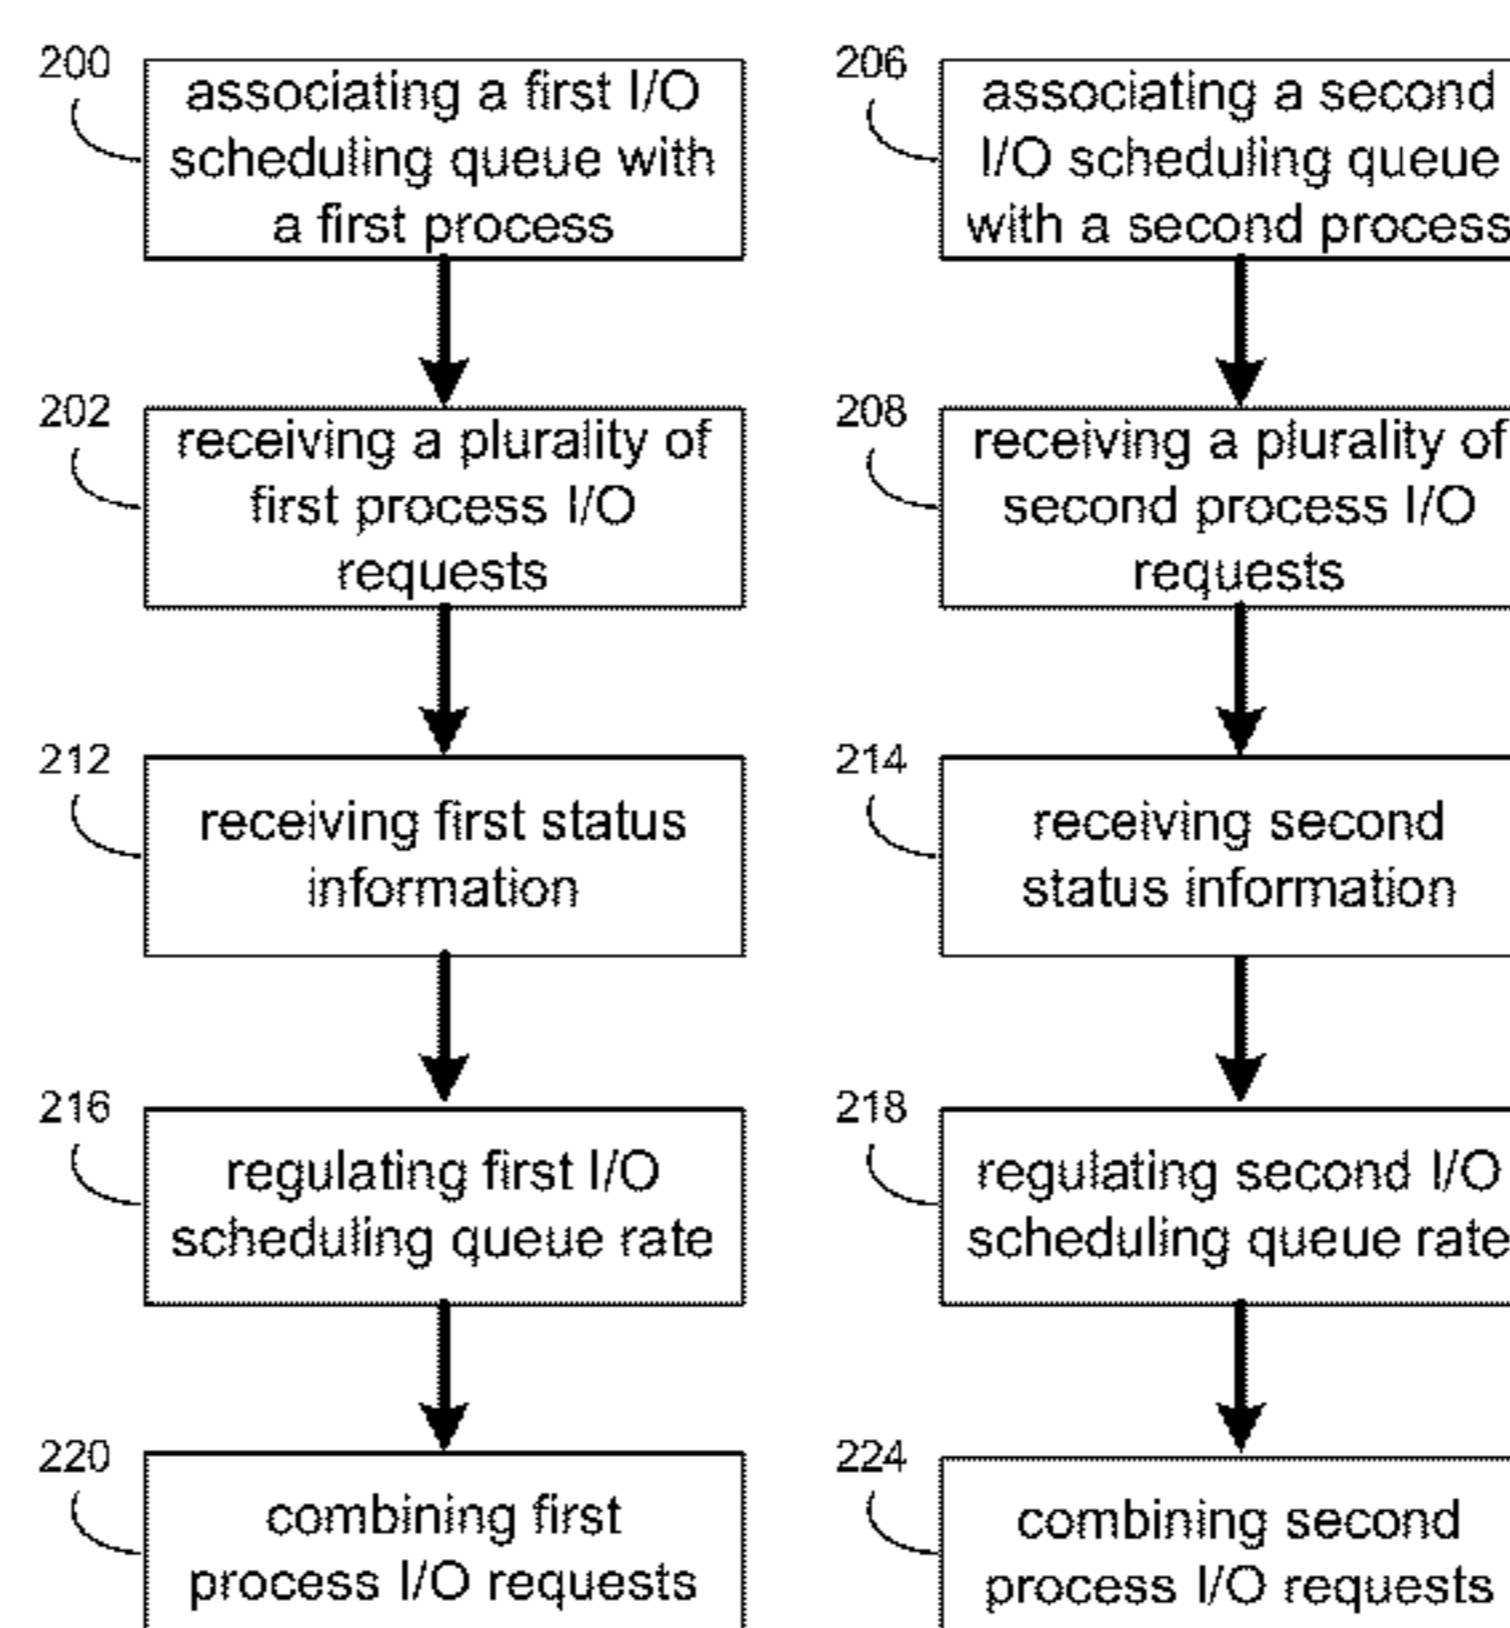 200
associating a first I/O
scheduling queue with
a first process
206
associating a second
I/O scheduling queue
with a second process
202
receiving a plurality of
first process I/O
requests
208
receiving a plurality of
second process I/O
requests
212
receiving first status
information
214
receiving second
status information
216
regulating first I/O
scheduling queue rate
218
regulating second I/O
scheduling queue rate
220
combining first
process I/O requests
224
combining second
process I/O requests